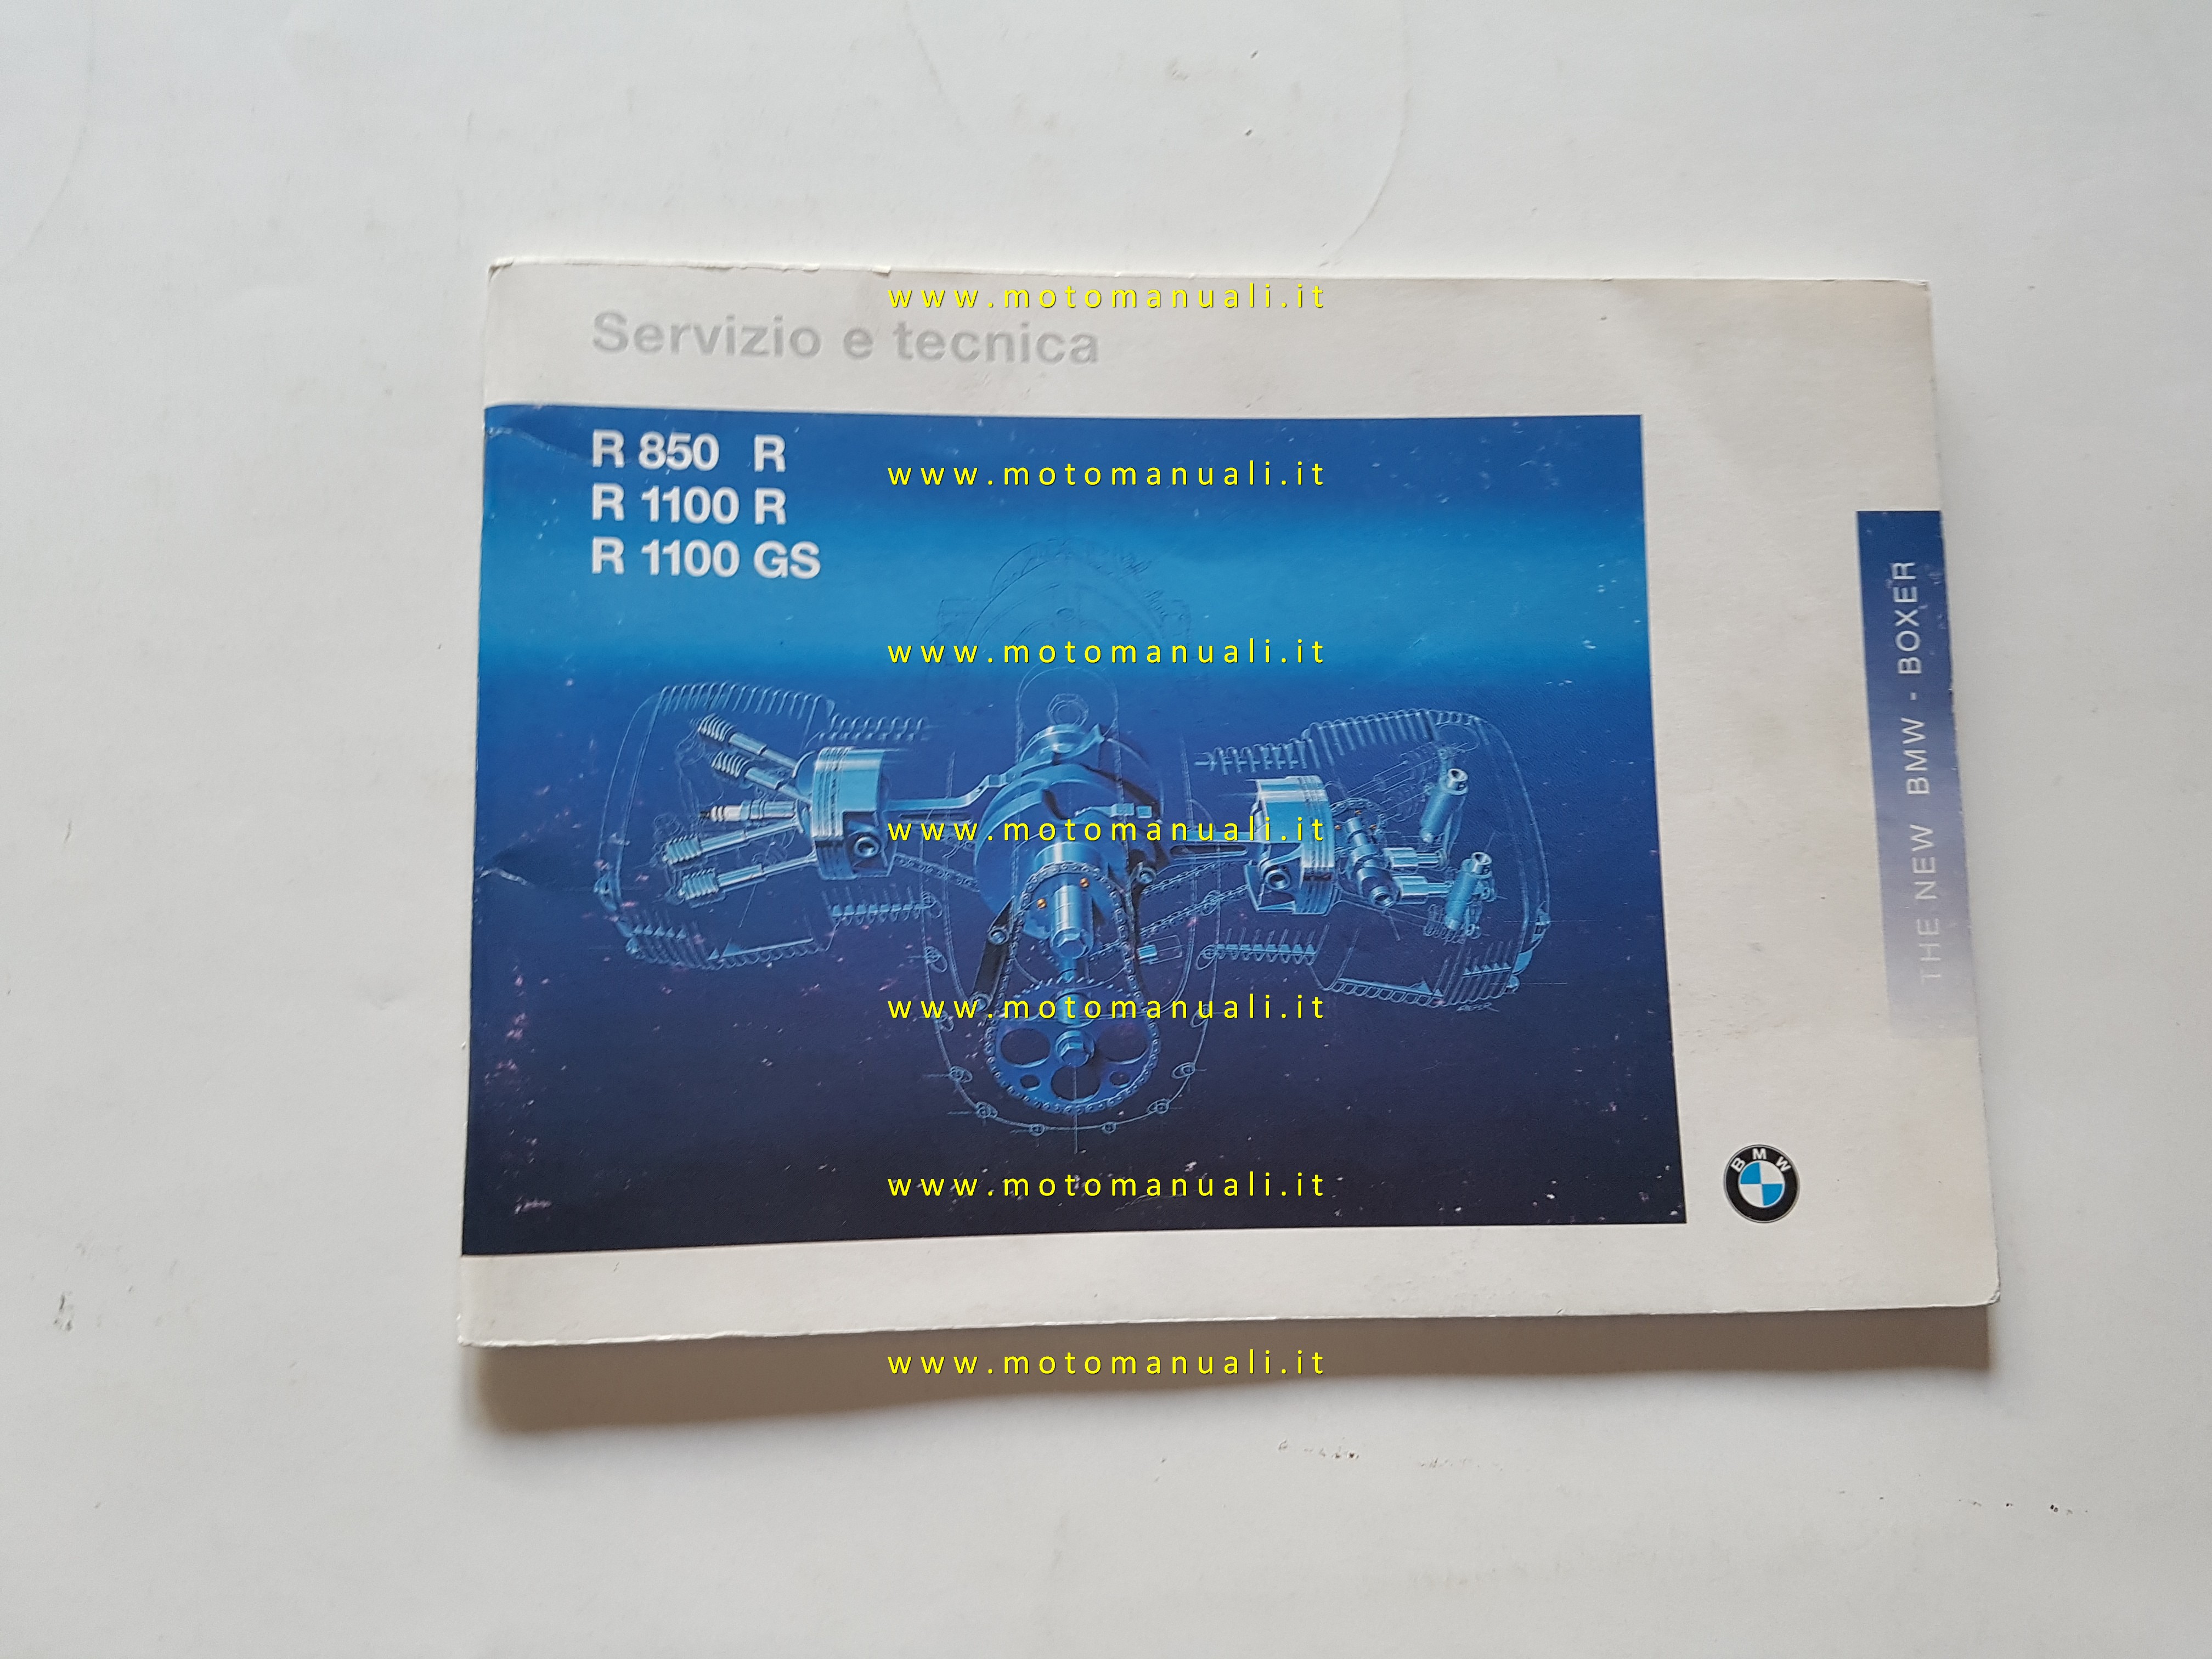 www.motomanuali.it
Servizio e tecnica
R 850 R
R 1100 R
R 1100 GS
www.motomanuali.it
www.motomanuali.it
www.motomanuali.it
www.motomanuali.it
www.motomanuali.it
www.motomanuali.it
THE NEW BMW - BOXER
BMW